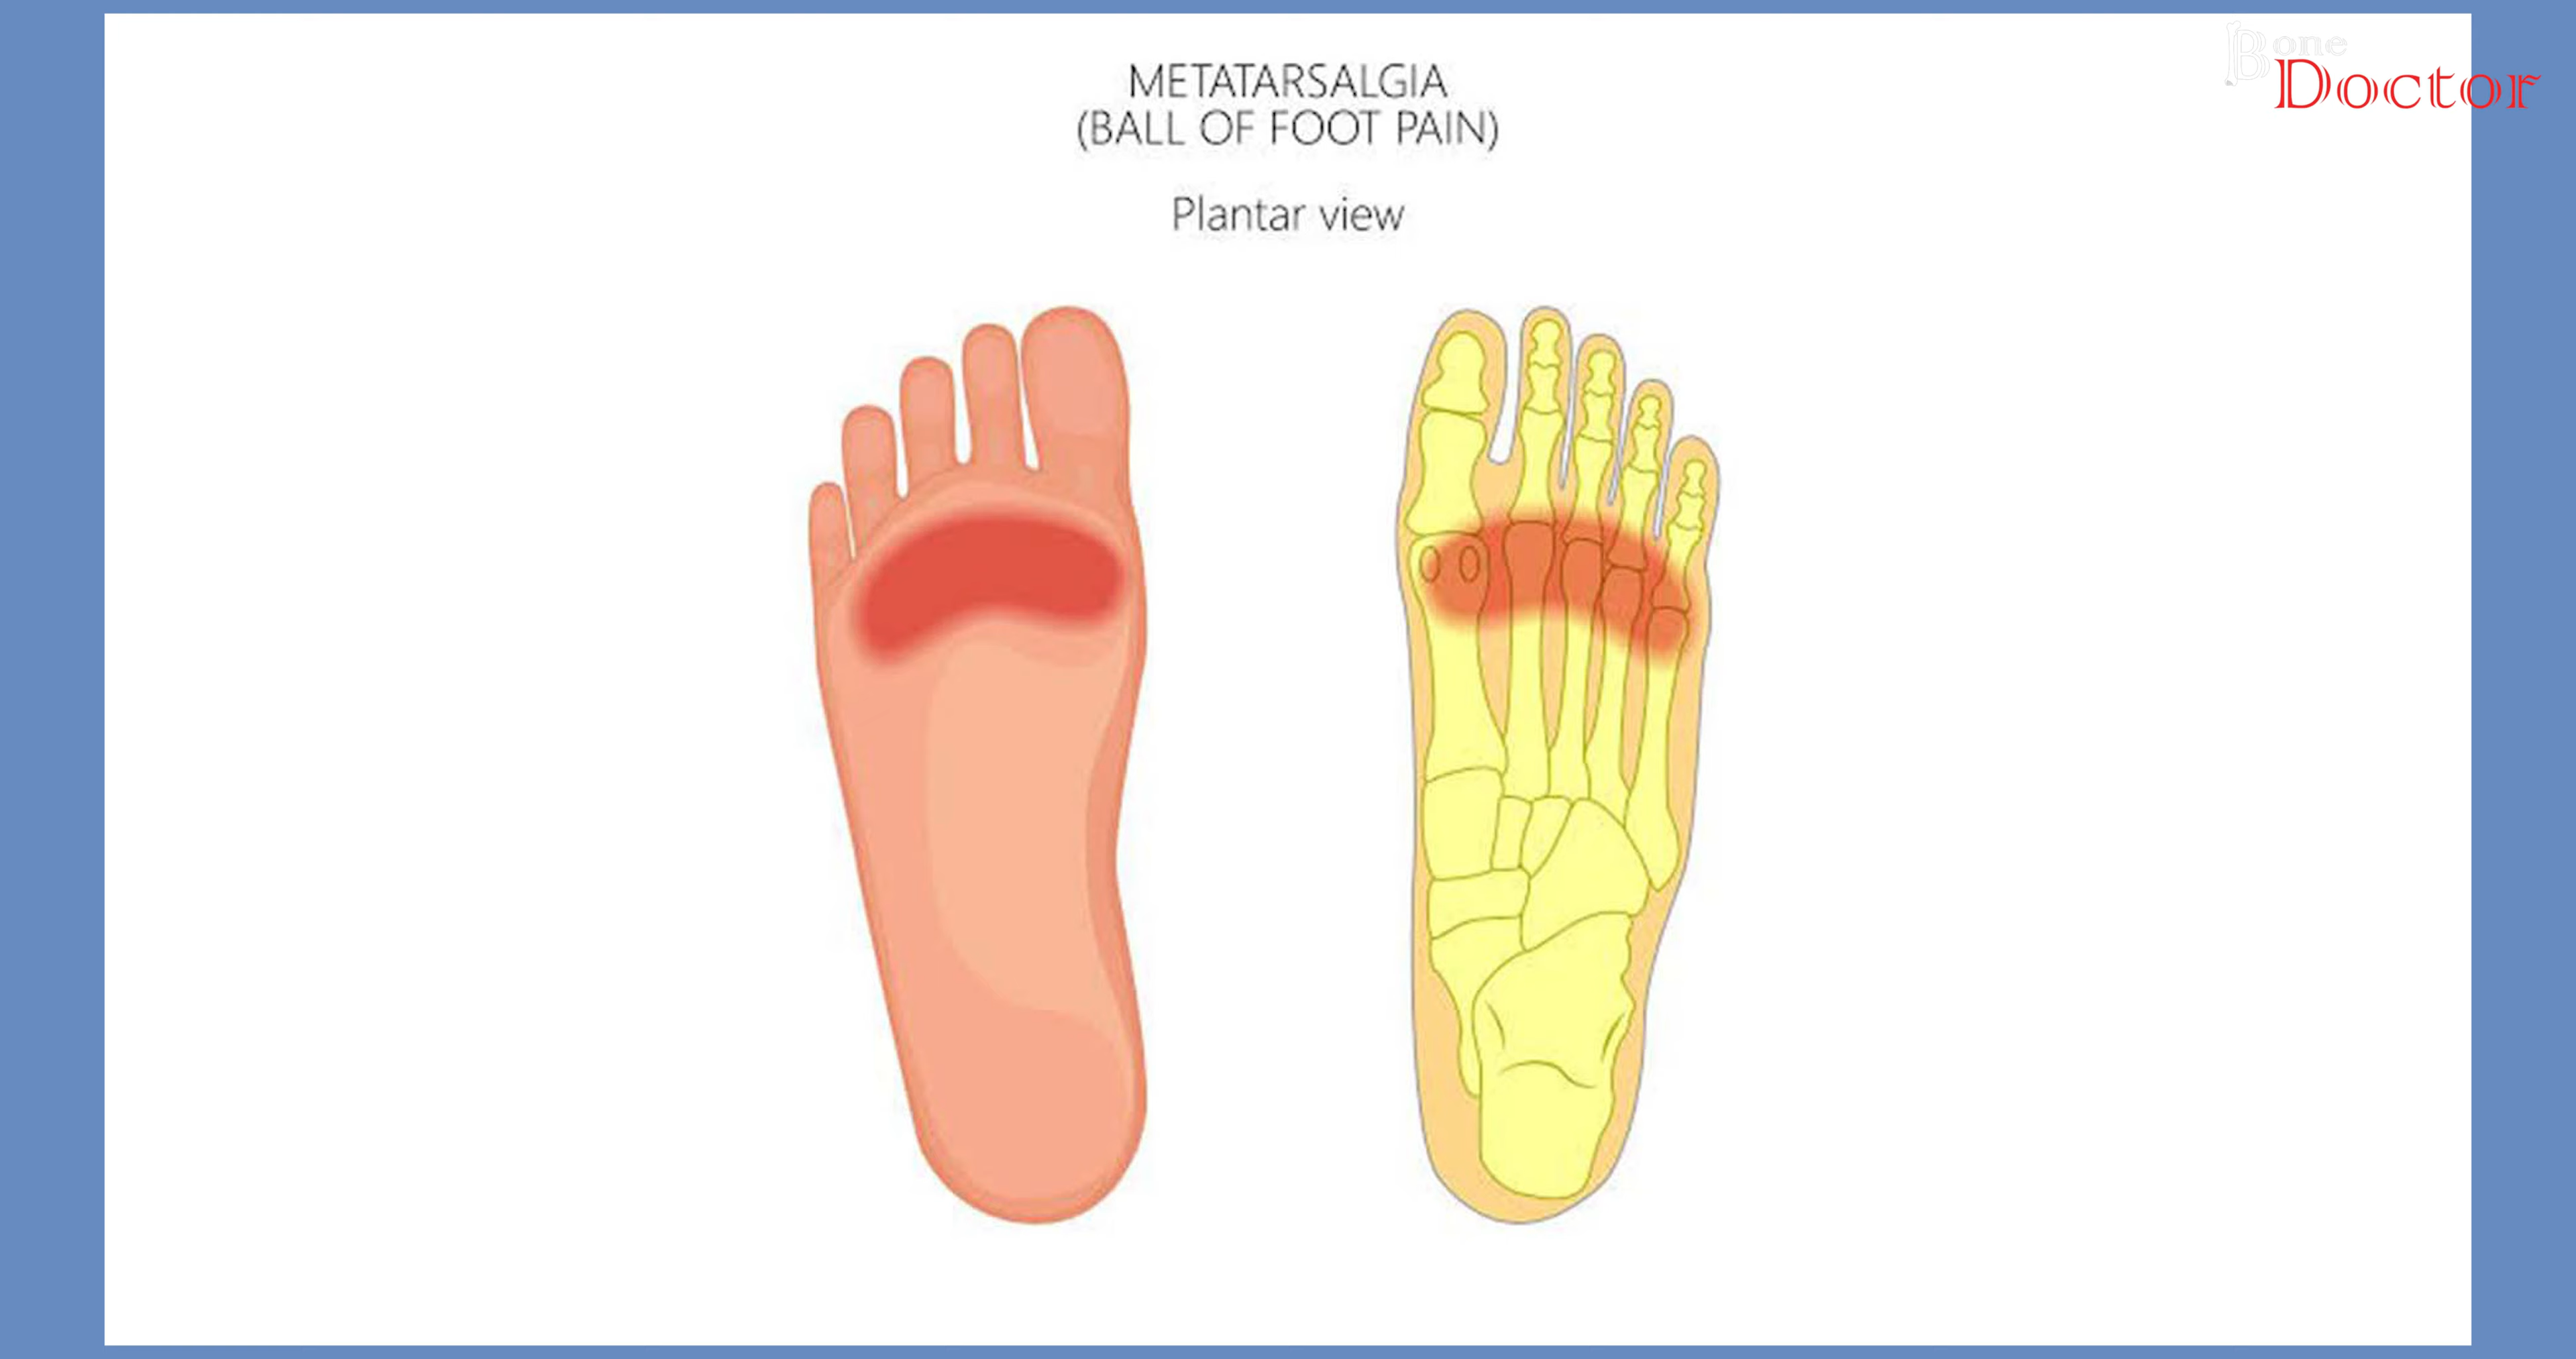 Bone
Doctor
METATARSALGIA
(BALL OF FOOT PAIN)
Plantar view